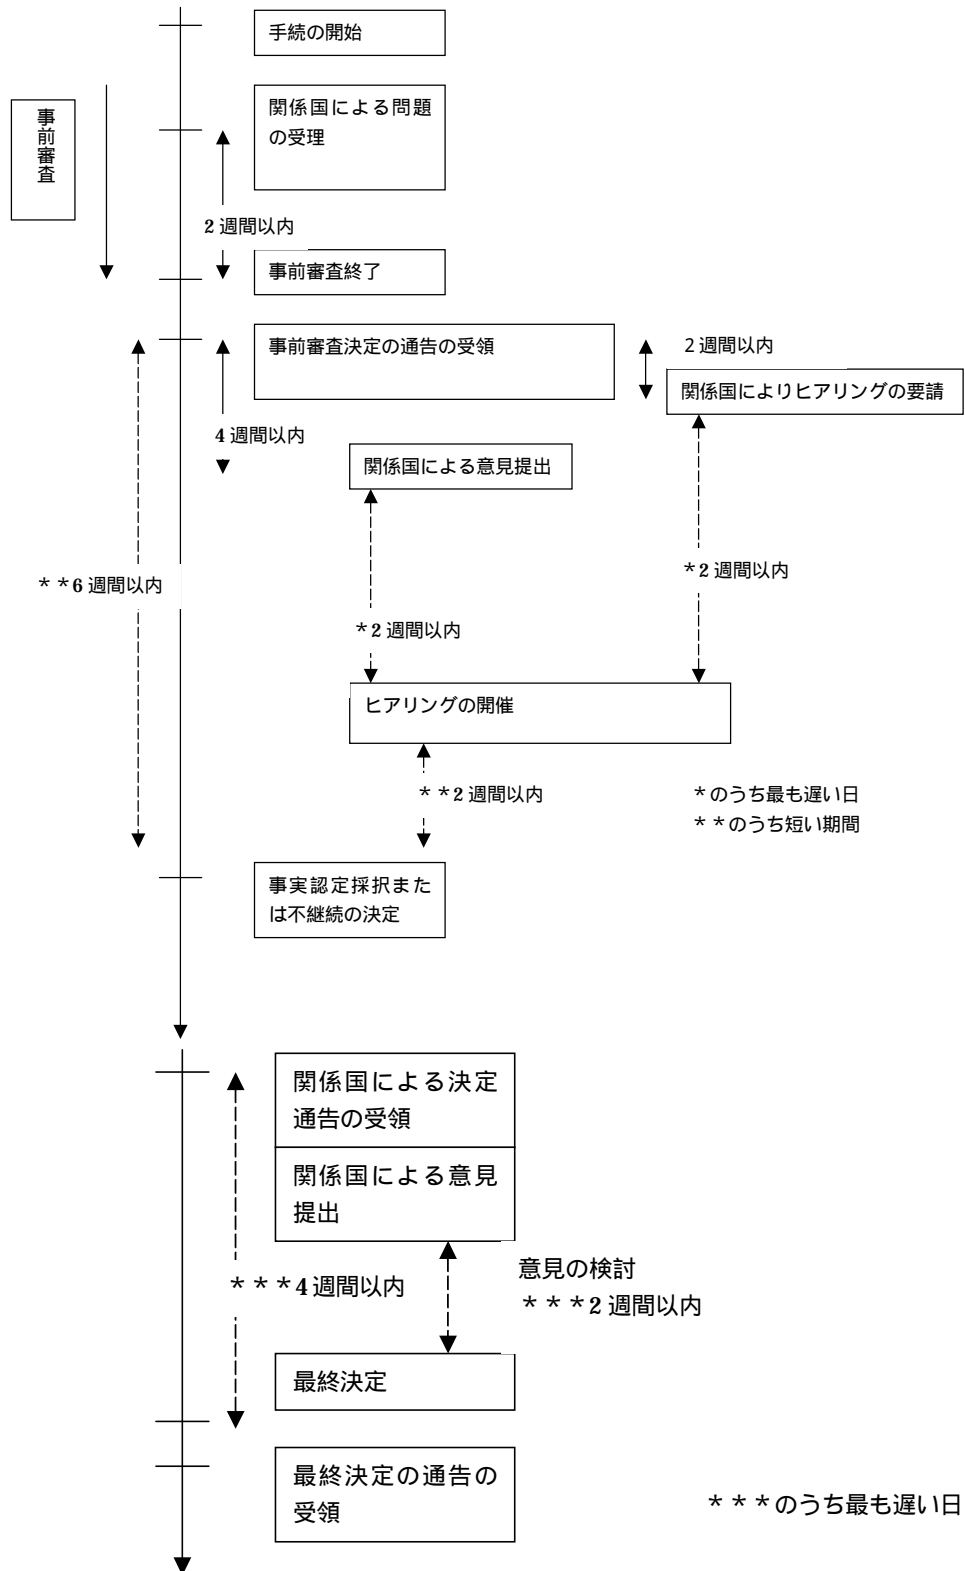 手続の開始
事前審査
関係国による問題
の受理
2 週間以内
事前審査終了
事前審査決定の通告の受領
2 週間以内
関係国によりヒアリングの要請
4 週間以内
関係国による意見提出
*2 週間以内
**6 週間以内
*2 週間以内
ヒアリングの開催
**2 週間以内
*のうち最も遅い日
**のうち短い期間
事実認定採択また
は不継続の決定
関係国による決定
通告の受領
関係国による意見
提出
意見の検討
***4 週間以内
***2 週間以内
最終決定
最終決定の通告の
受領
***のうち最も遅い日